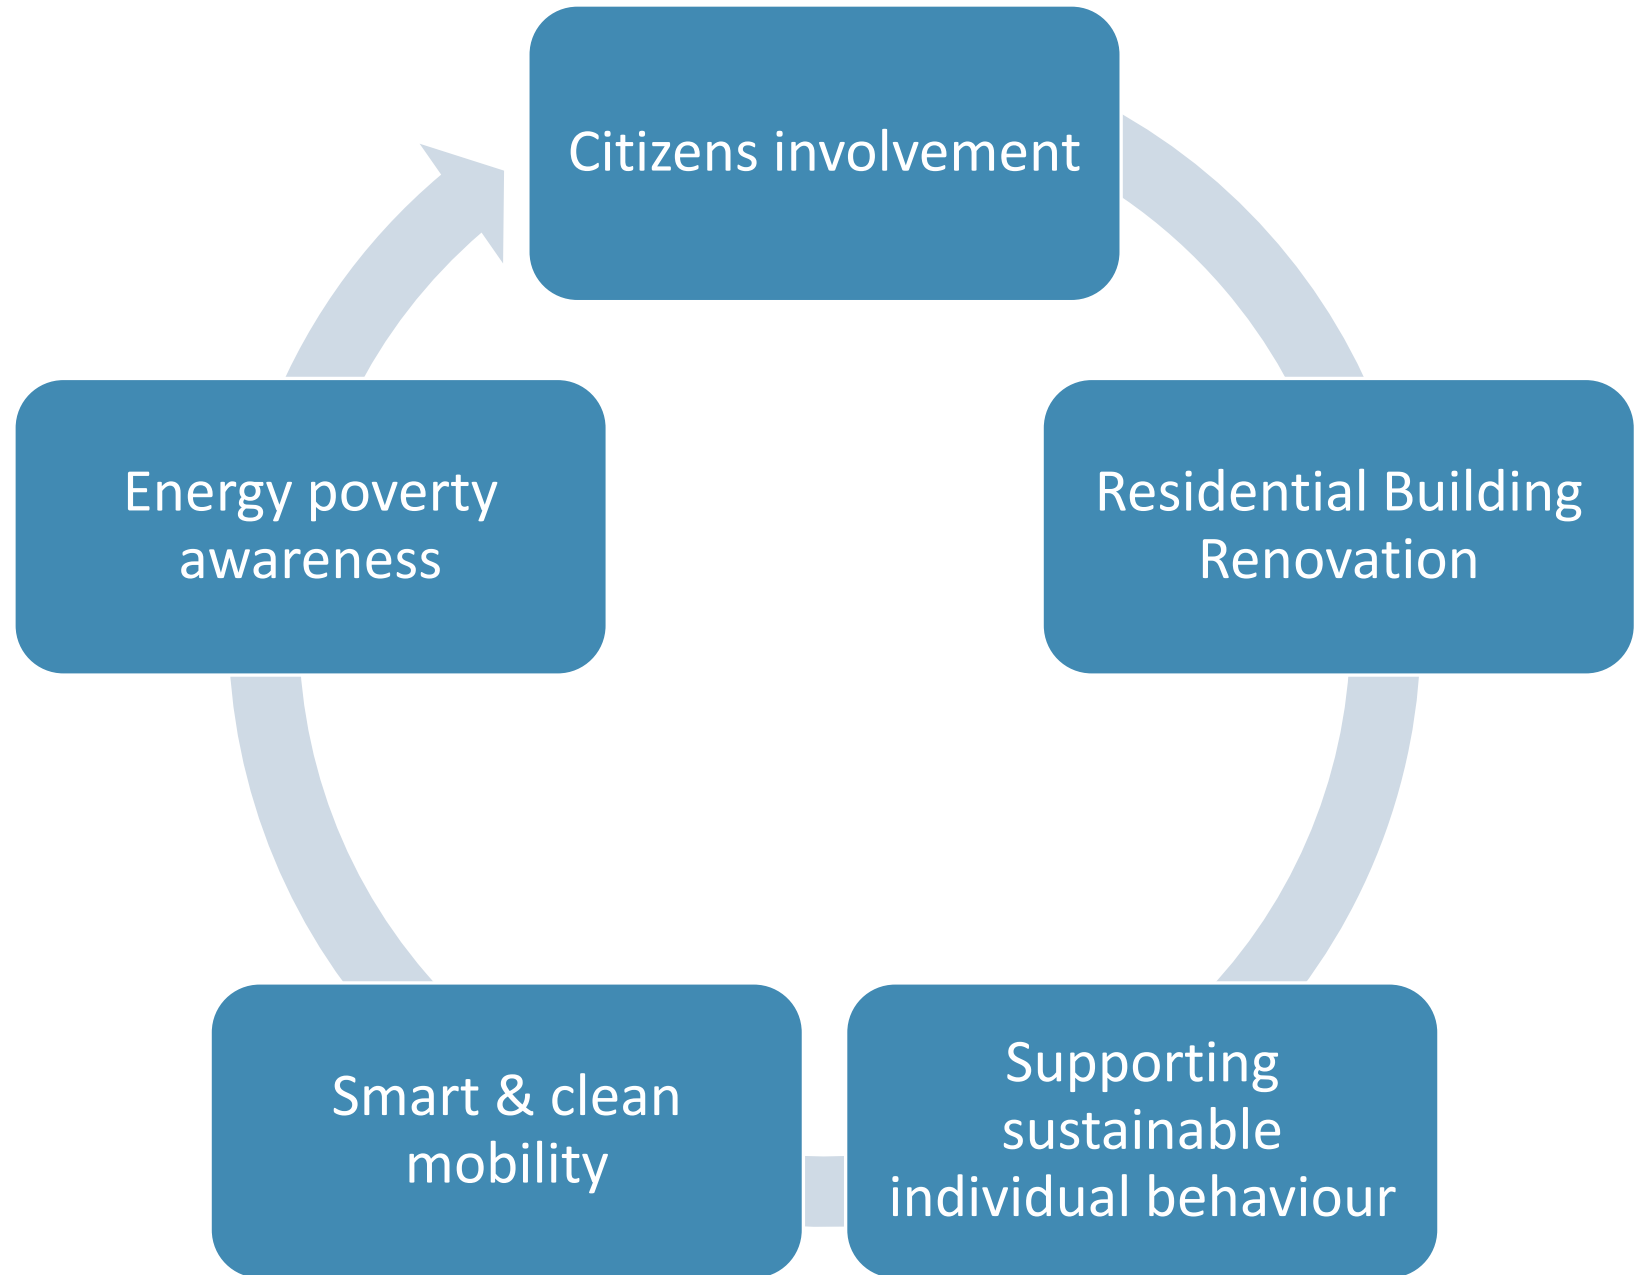 Citizens involvement
Residential Building
Renovation
Supporting
sustainable
individual behaviour
Smart & clean
mobility
Energy poverty
awareness